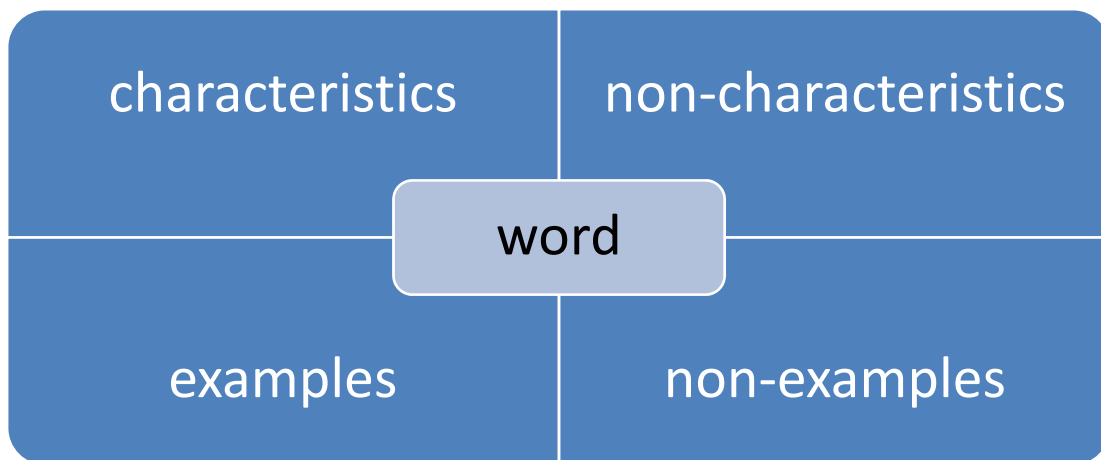 characteristics
non-characteristics
word
examples
non-examples